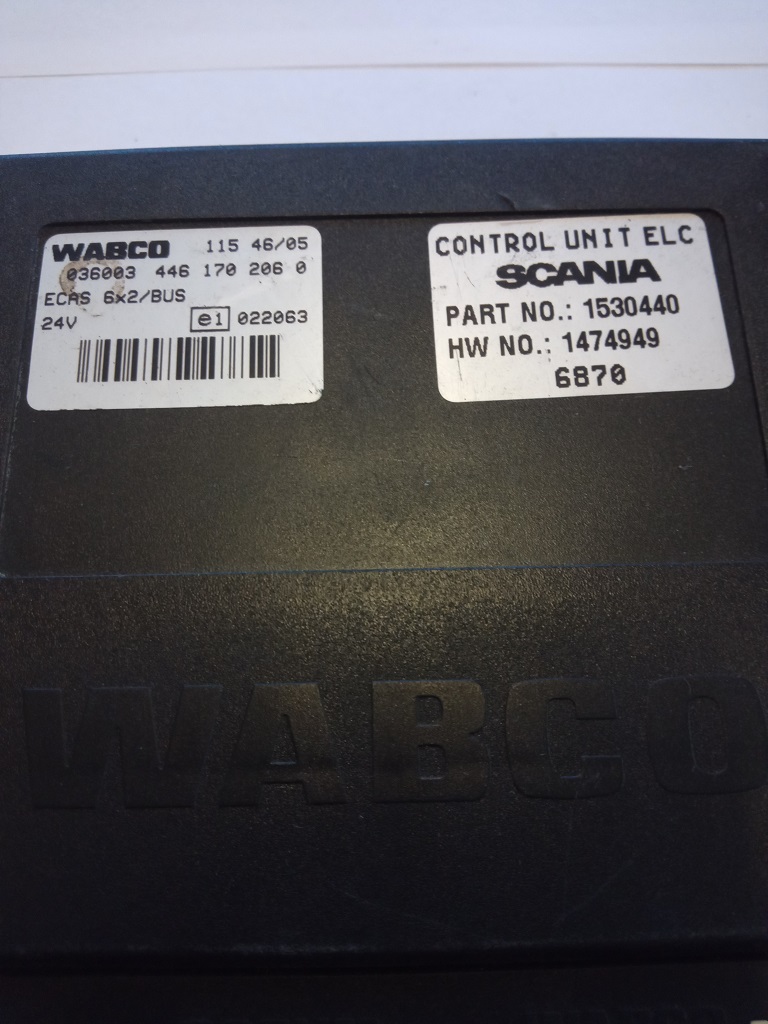 WABCO 115 46/05
036003 446 170 206 0
ECAS 6x2/BUS
24V e1 022063
CONTROL UNIT ELC
SCANIA
PART NO.: 1530440
HW NO.: 1474949
6870
WABCO